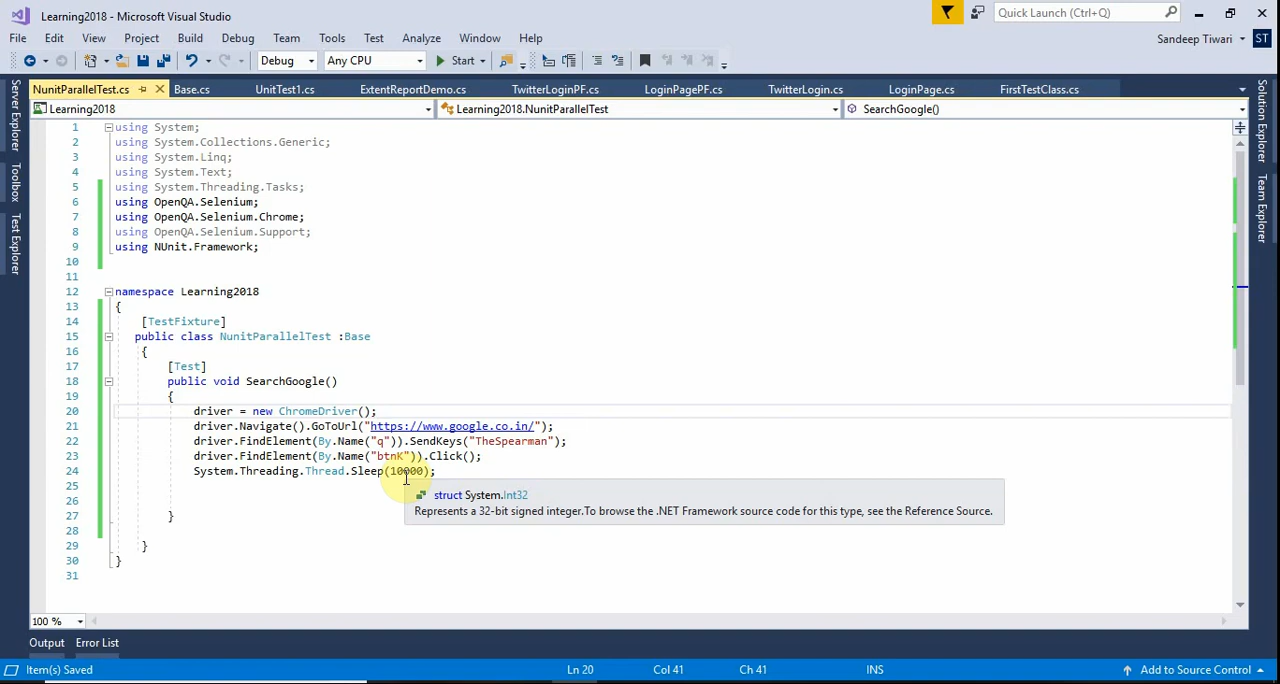 Learning2018 - Microsoft Visual Studio
Quick Launch (Ctrl+Q)
File Edit View Project Build Debug Team Tools Test Analyze Window Help
Sandeep Tiwari ST
Debug Any CPU Start
NunitParallelTest.cs Base.cs UnitTest1.cs ExtentReportDemo.cs TwitterLoginPF.cs LoginPagePF.cs TwitterLogin.cs LoginPage.cs FirstTestClass.cs
Learning2018 Learning2018.NunitParallelTest SearchGoogle()
Server Explorer
Toolbox
Test Explorer
1 using System;
2 using System.Collections.Generic;
3 using System.Linq;
4 using System.Text;
5 using System.Threading.Tasks;
6 using OpenQA.Selenium;
7 using OpenQA.Selenium.Chrome;
8 using OpenQA.Selenium.Support;
9 using NUnit.Framework;
10
11
12 namespace Learning2018
13 {
14 [TestFixture]
15 public class NunitParallelTest :Base
16 {
17 [Test]
18 public void SearchGoogle()
19 {
20 driver = new ChromeDriver();
21 driver.Navigate().GoToUrl("https://www.google.co.in/");
22 driver.FindElement(By.Name("q")).SendKeys("TheSpearman");
23 driver.FindElement(By.Name("btnK")).Click();
24 System.Threading.Thread.Sleep(10000);
25
26
27 }
28
29 }
30 }
31
struct System.Int32
Represents a 32-bit signed integer.To browse the .NET Framework source code for this type, see the Reference Source.
Solution Explorer
Team Explorer
100 %
Output Error List
Item(s) Saved Ln 20 Col 41 Ch 41 INS Add to Source Control